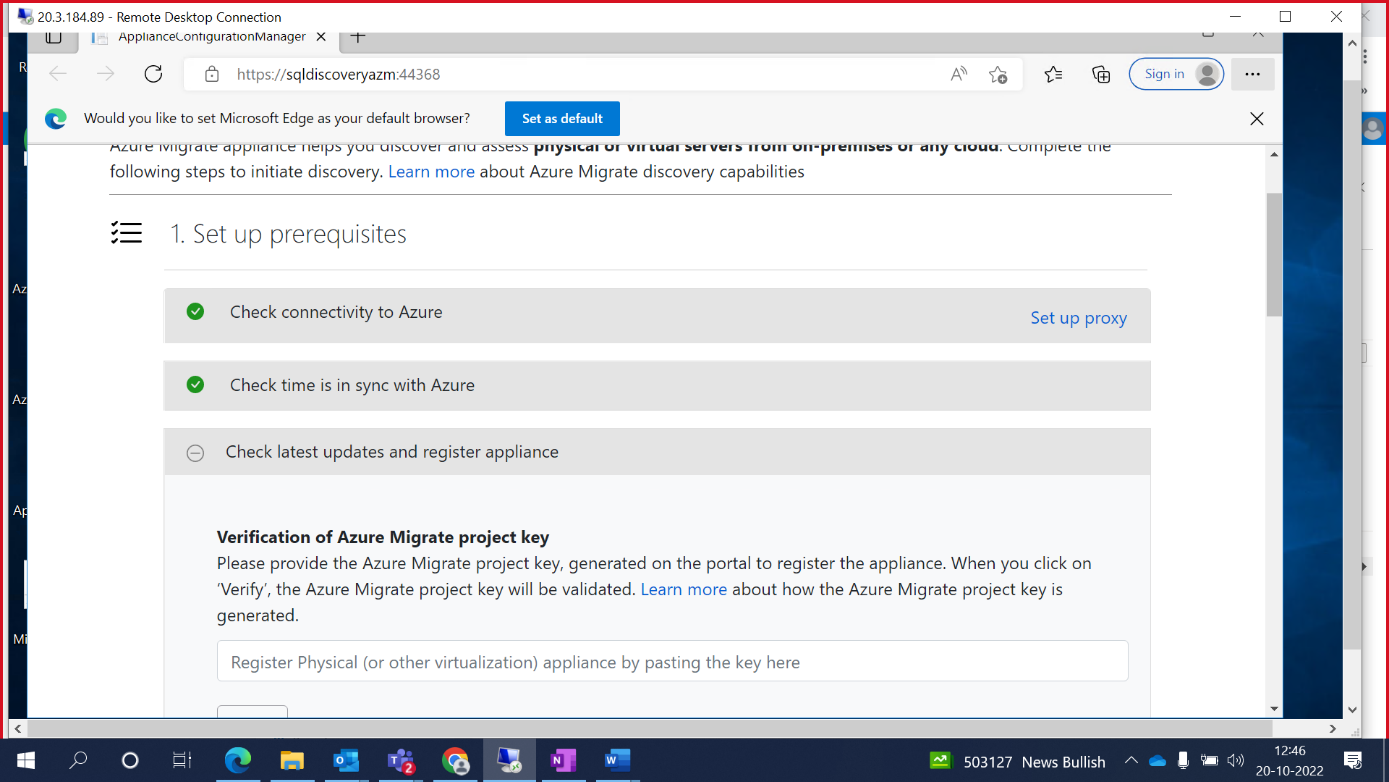 20.3.184.89 - Remote Desktop Connection
ApplianceConfigurationManager
https://sqldiscoveryazm:44368
Sign in
Would you like to set Microsoft Edge as your default browser?
Set as default
Azure Migrate appliance helps you discover and assess physical or virtual servers from on-premises or any cloud. Complete the
following steps to initiate discovery. Learn more about Azure Migrate discovery capabilities
1. Set up prerequisites
Check connectivity to Azure
Set up proxy
Check time is in sync with Azure
Check latest updates and register appliance
Verification of Azure Migrate project key
Please provide the Azure Migrate project key, generated on the portal to register the appliance. When you click on
‘Verify’, the Azure Migrate project key will be validated. Learn more about how the Azure Migrate project key is
generated.
Register Physical (or other virtualization) appliance by pasting the key here
R
Az
Az
Ap
Mi
2
503127 News Bullish
12:46
20-10-2022